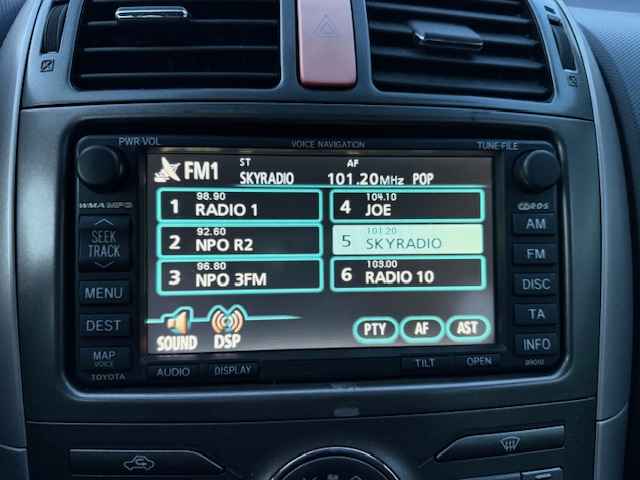 PWR·VOL
VOICE NAVIGATION
TUNE·FILE
FM1 ST SKYRADIO AF 101.20MHz POP
WMA MP3
SEEK TRACK
MENU
DEST
MAP VOICE
TOYOTA
1 98.90 RADIO 1
2 92.60 NPO R2
3 96.80 NPO 3FM
4 104.10 JOE
5 101.20 SKYRADIO
6 103.00 RADIO 10
SOUND
DSP
PTY
AF
AST
AM
FM
DISC
TA
INFO
AUDIO
DISPLAY
TILT
OPEN